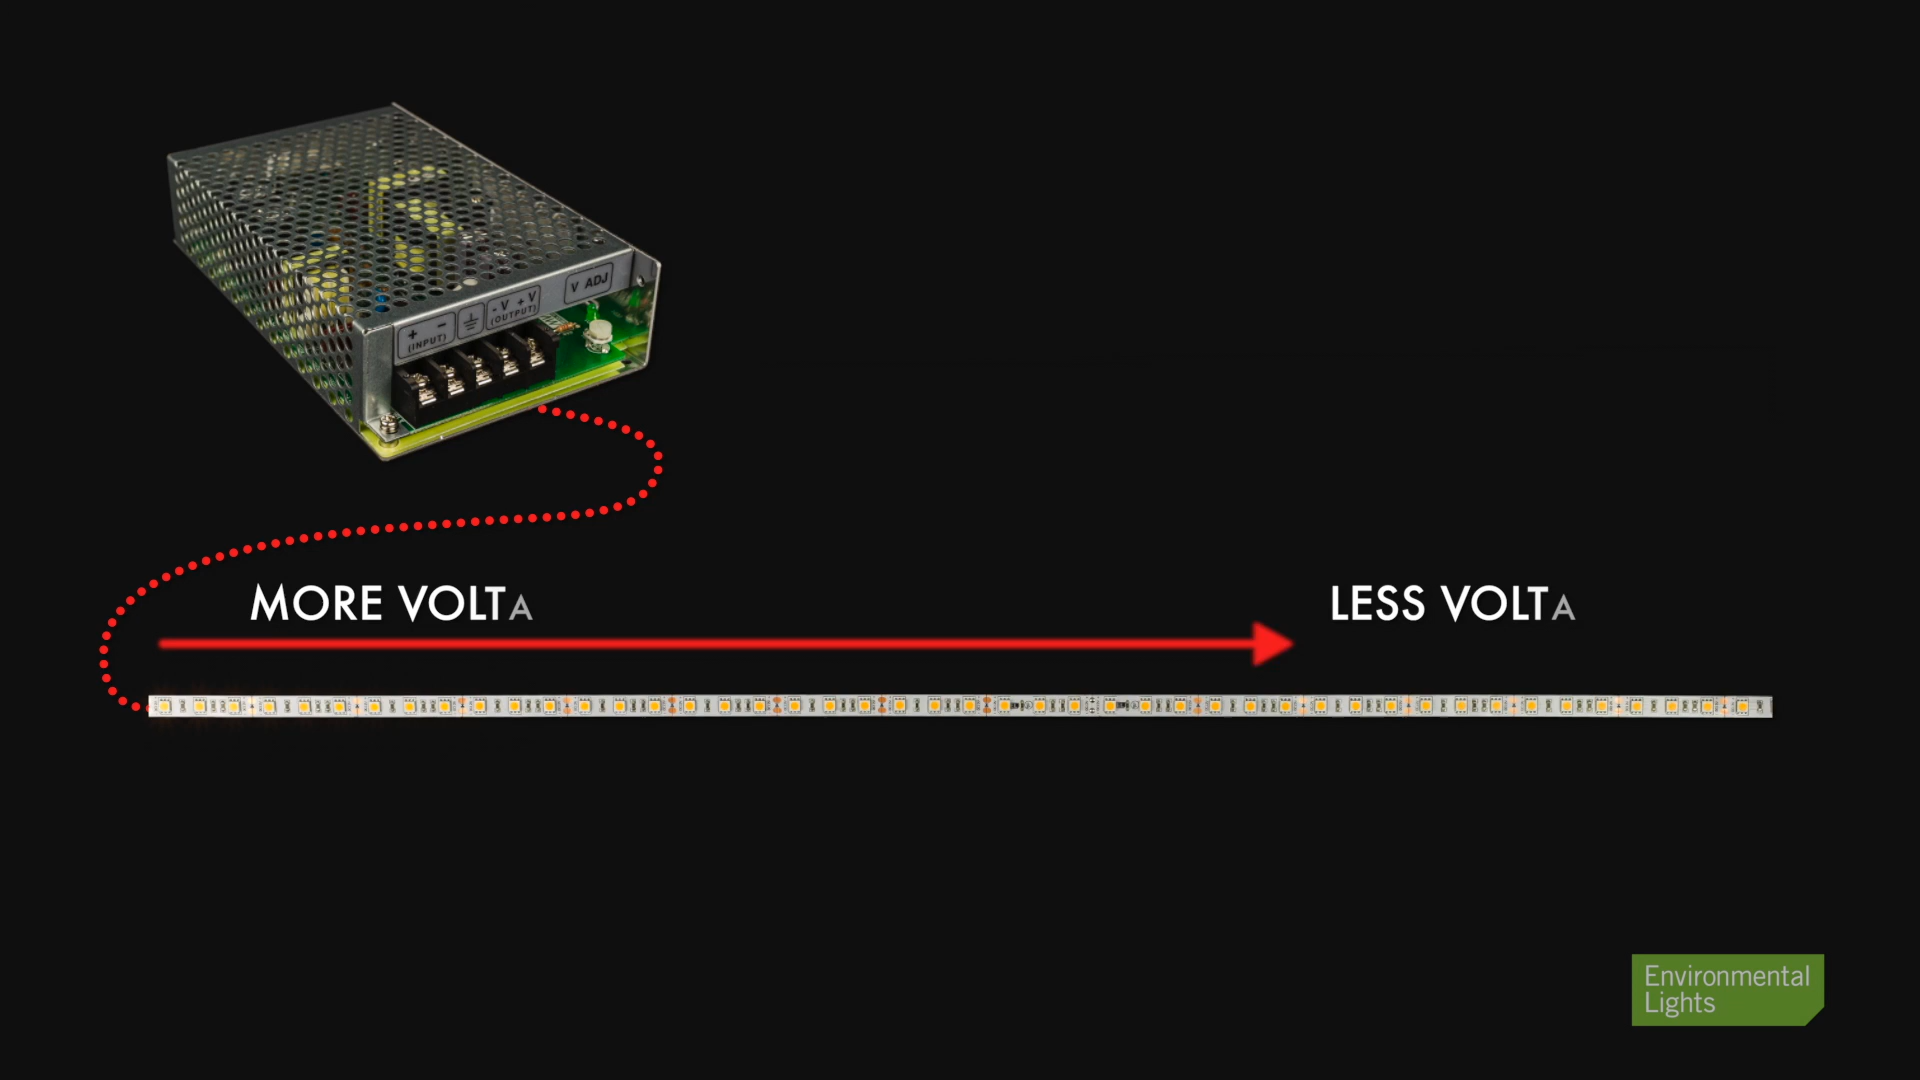 V ADJ
- V + V
(OUTPUT)
+ −
(INPUT)
MORE VOLTA
LESS VOLTA
Environmental
Lights